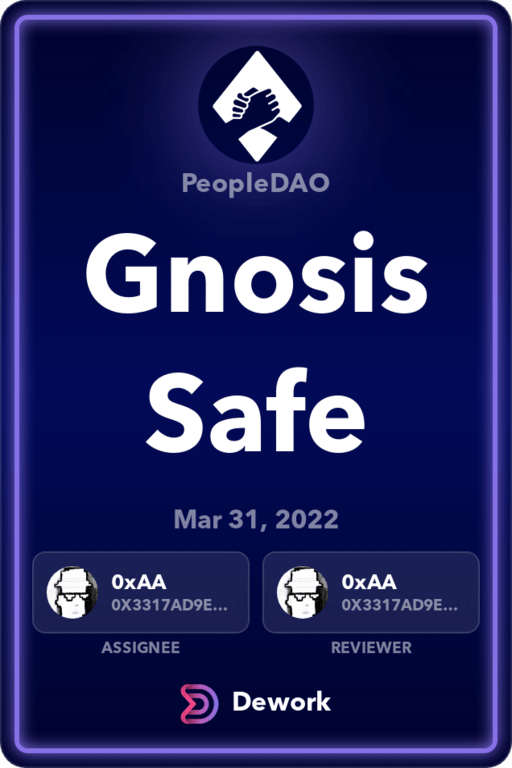 PeopleDAO
Gnosis
Safe
Mar 31, 2022
0xAA
0X3317AD9E...
ASSIGNEE
0xAA
0X3317AD9E...
REVIEWER
Dework